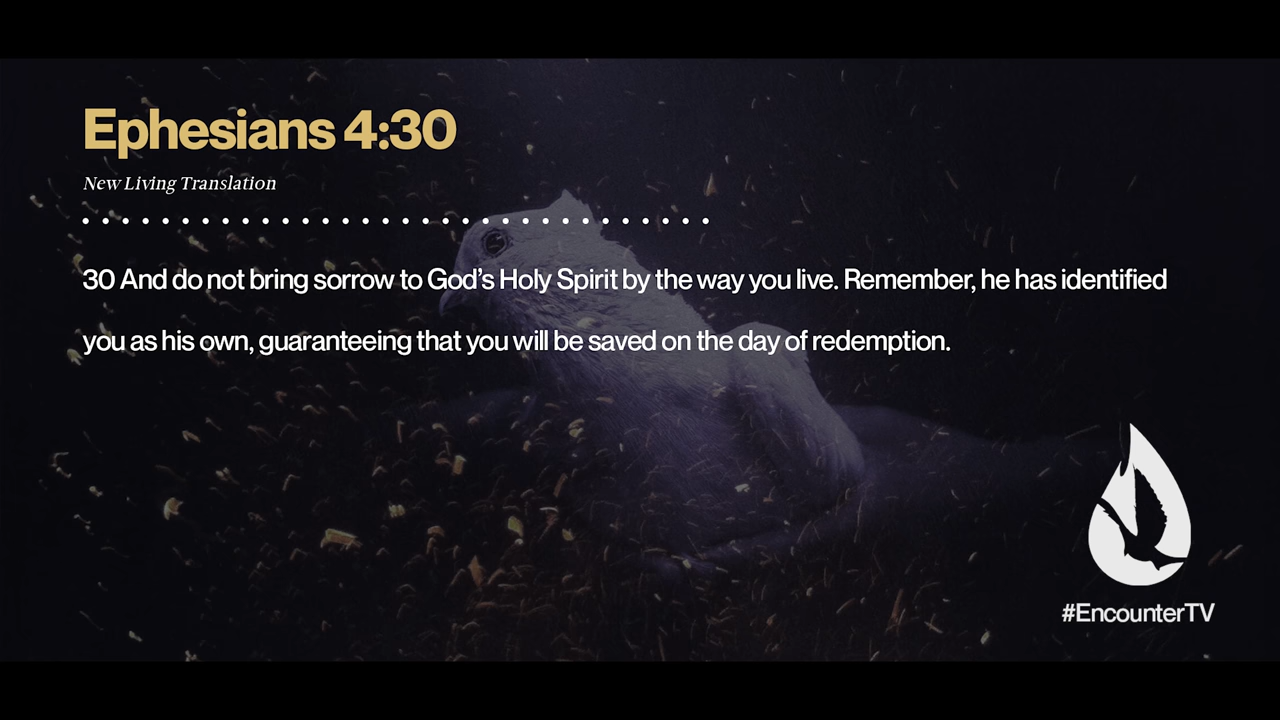 Ephesians 4:30
New Living Translation
30 And do not bring sorrow to God’s Holy Spirit by the way you live. Remember, he has identified
you as his own, guaranteeing that you will be saved on the day of redemption.
#EncounterTV